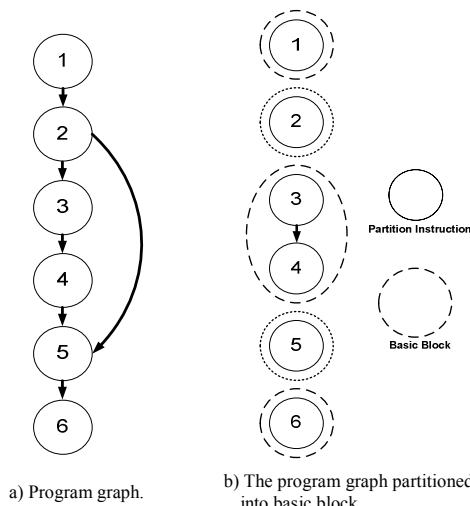 1
2
3
4
5
6
1
2
3
4
5
6
Partition Instruction
Basic Block
a) Program graph.
b) The program graph partitioned
into basic block